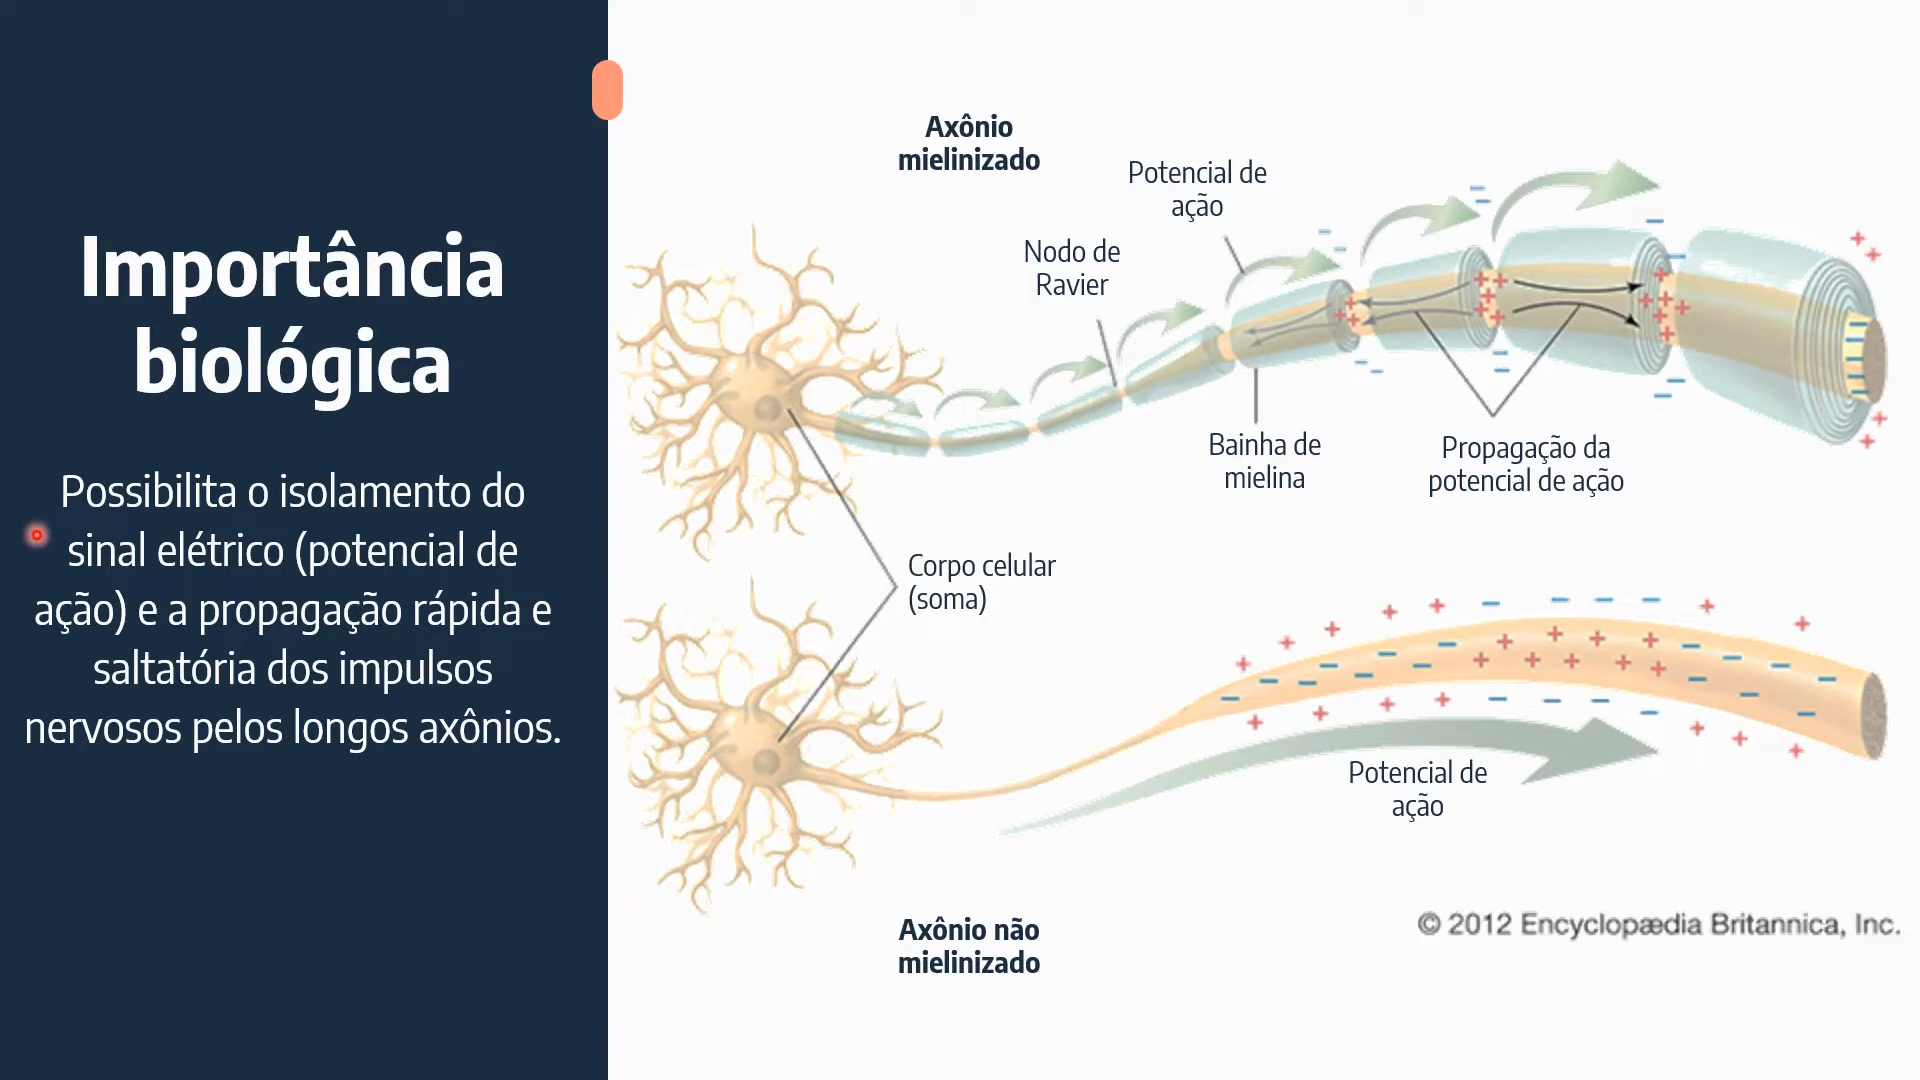 Importância
biológica
Possibilita o isolamento do
sinal elétrico (potencial de
ação) e a propagação rápida e
saltatória dos impulsos
nervosos pelos longos axônios.
Axônio
mielinizado
Potencial de
ação
Nodo de
Ravier
Bainha de
mielina
Propagação da
potencial de ação
Corpo celular
(soma)
Potencial de
ação
Axônio não
mielinizado
© 2012 Encyclopædia Britannica, Inc.